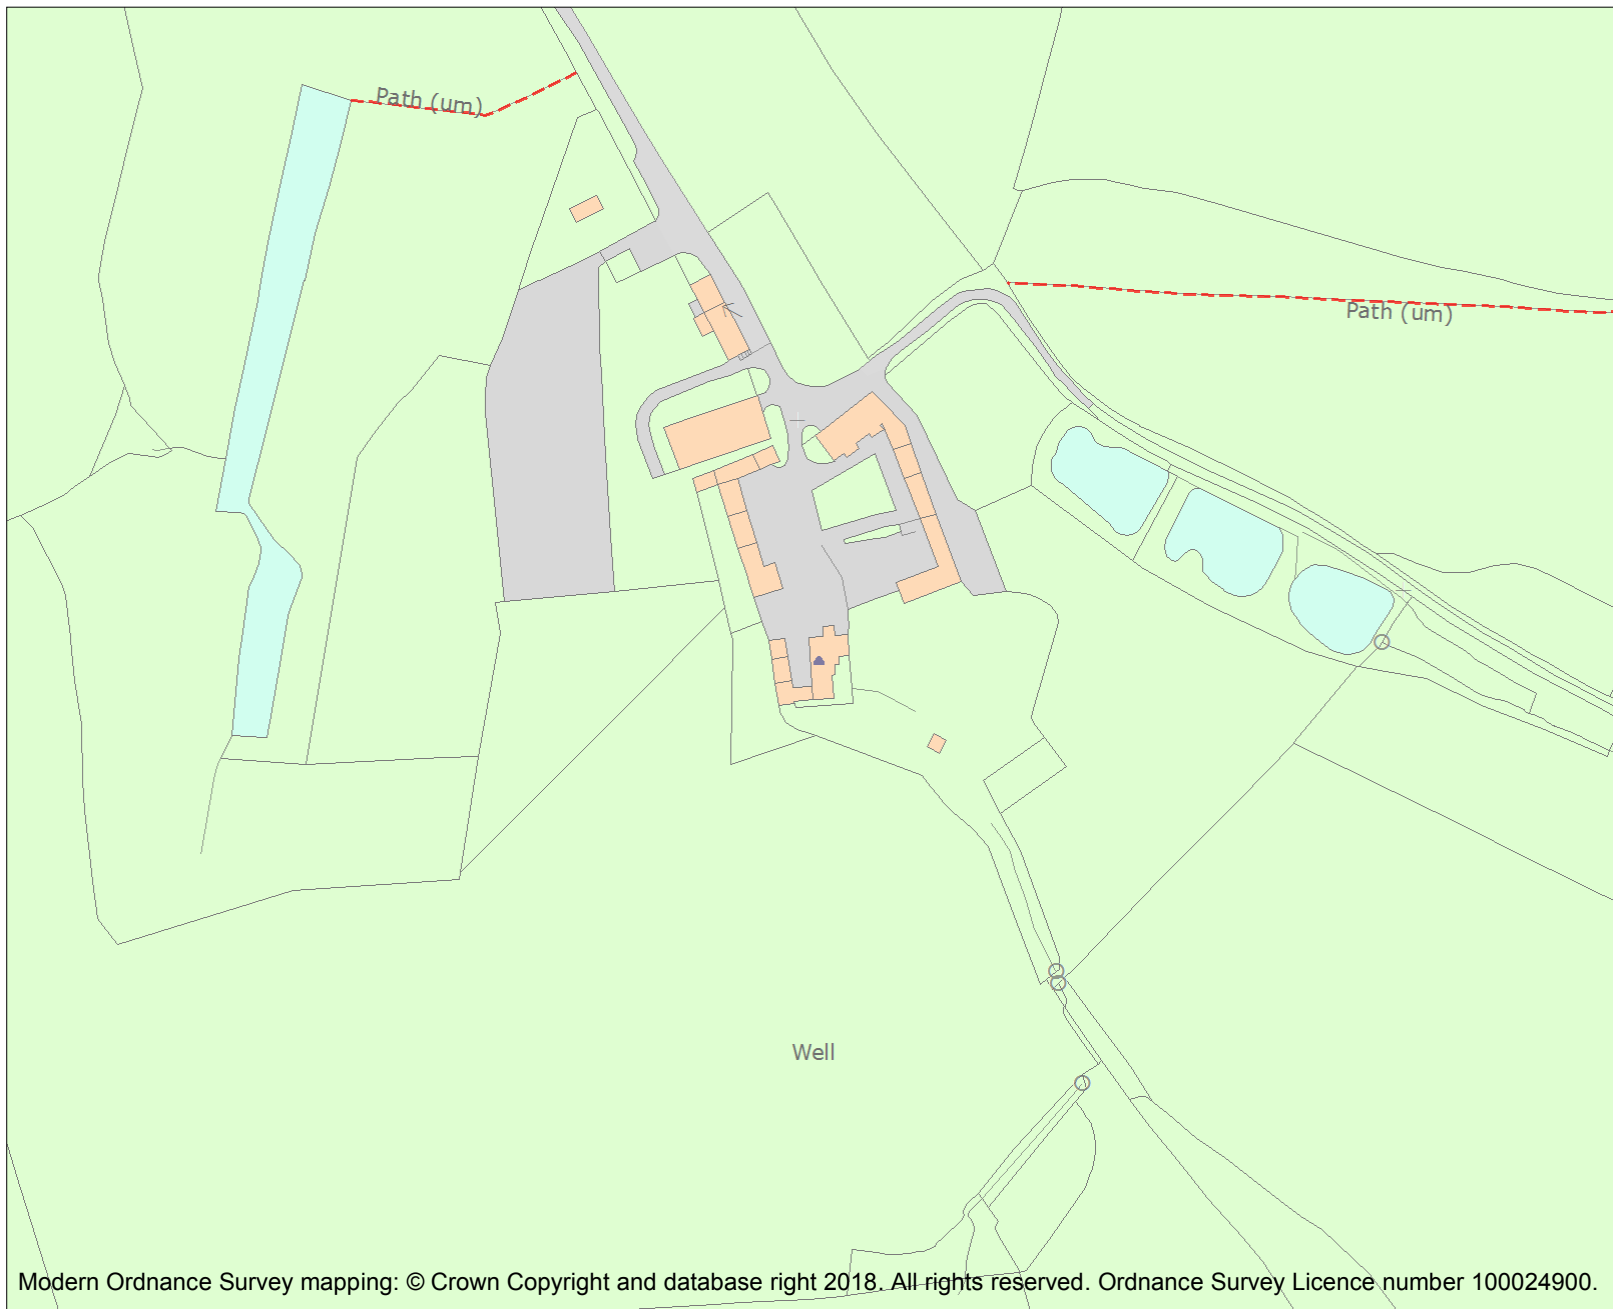 Path (um)
Path (um)
Well
Modern Ordnance Survey mapping: © Crown Copyright and database right 2018. All rights reserved. Ordnance Survey Licence number 100024900.